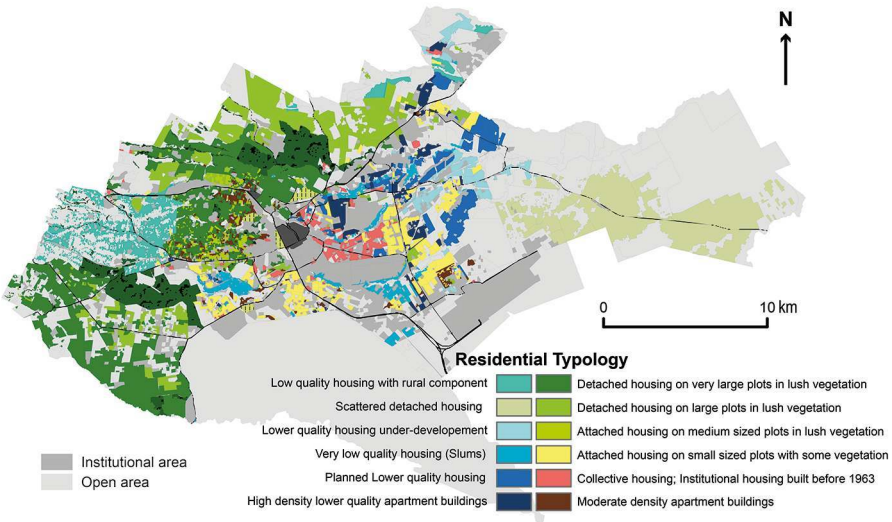 N
0 10 km
Residential Typology
Low quality housing with rural component
Detached housing on very large plots in lush vegetation
Scattered detached housing
Detached housing on large plots in lush vegetation
Lower quality housing under-developement
Attached housing on medium sized plots in lush vegetation
Very low quality housing (Slums)
Attached housing on small sized plots with some vegetation
Planned Lower quality housing
Collective housing; Institutional housing built before 1963
High density lower quality apartment buildings
Moderate density apartment buildings
Institutional area
Open area